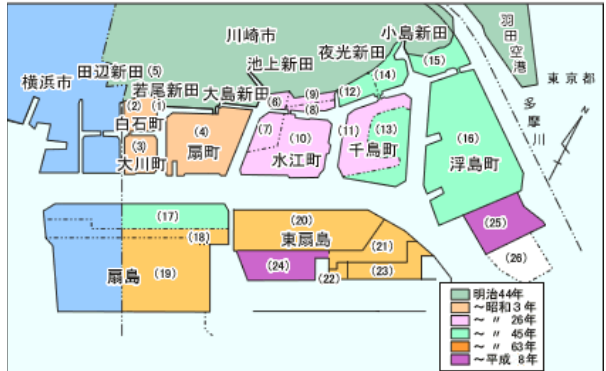 小島新田
羽田空港
川崎市
夜光新田
池上新田
田辺新田 (5)
横浜市
若尾新田
大島新田
東京都
多摩川
(15)
(14)
(12)
(9)
(6)
(8)
(2) (1)
白石町
(3)
大川町
(4)
扇町
(7)
(10)
水江町
(11)
(13)
千鳥町
(16)
浮島町
(17)
(18)
(19)
扇島
(20)
東扇島
(21)
(22)
(23)
(24)
(25)
(26)
明治44年
～昭和3年
～ 〃 26年
～ 〃 45年
～ 〃 63年
～平成 8年